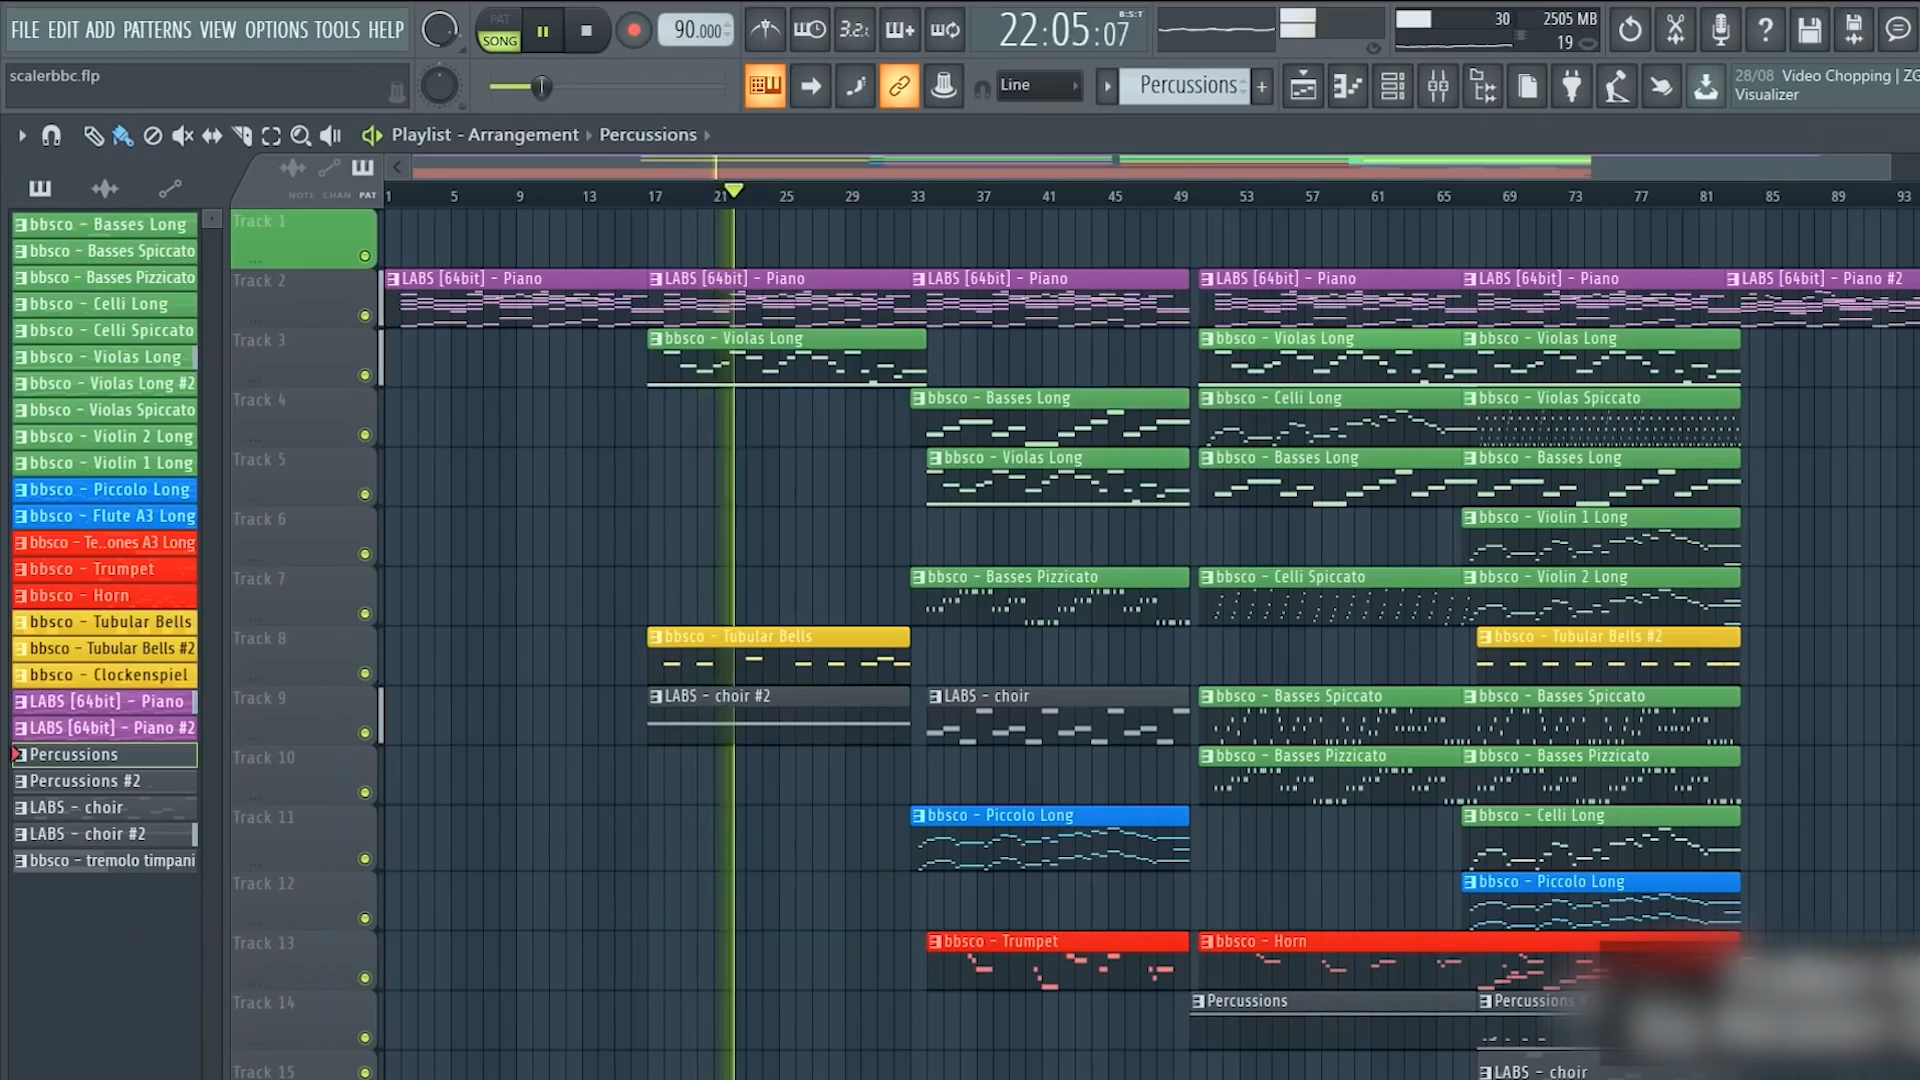 FILE EDIT ADD PATTERNS VIEW OPTIONS TOOLS HELP
PAT
SONG
90.000
3.2.
22:05:07
B:S:T
30
2505 MB
19
scalerbbc.flp
Line
Percussions
28/08 Video Chopping | ZG
Visualizer
Playlist - Arrangement Percussions
NOTE CHAN PAT
1 5 9 13 17 21 25 29 33 37 41 45 49 53 57 61 65 69 73 77 81 85 89 93
bbsco - Basses Long
bbsco - Basses Spiccato
bbsco - Basses Pizzicato
bbsco - Celli Long
bbsco - Celli Spiccato
bbsco - Violas Long
bbsco - Violas Long #2
bbsco - Violas Spiccato
bbsco - Violin 2 Long
bbsco - Violin 1 Long
bbsco - Piccolo Long
bbsco - Flute A3 Long
bbsco - Te..ones A3 Long
bbsco - Trumpet
bbsco - Horn
bbsco - Tubular Bells
bbsco - Tubular Bells #2
bbsco - Clockenspiel
LABS [64bit] - Piano
LABS [64bit] - Piano #2
Percussions
Percussions #2
LABS - choir
LABS - choir #2
bbsco - tremolo timpani
Track 1
Track 2
LABS [64bit] - Piano LABS [64bit] - Piano LABS [64bit] - Piano LABS [64bit] - Piano LABS [64bit] - Piano LABS [64bit] - Piano #2
Track 3
bbsco - Violas Long bbsco - Violas Long bbsco - Violas Long
Track 4
bbsco - Basses Long bbsco - Celli Long bbsco - Violas Spiccato
Track 5
bbsco - Violas Long bbsco - Basses Long bbsco - Basses Long
Track 6
bbsco - Violin 1 Long
Track 7
bbsco - Basses Pizzicato bbsco - Celli Spiccato bbsco - Violin 2 Long
Track 8
bbsco - Tubular Bells bbsco - Tubular Bells #2
Track 9
LABS - choir #2 LABS - choir bbsco - Basses Spiccato bbsco - Basses Spiccato
Track 10
bbsco - Basses Pizzicato bbsco - Basses Pizzicato
Track 11
bbsco - Piccolo Long bbsco - Celli Long
Track 12
bbsco - Piccolo Long
Track 13
bbsco - Trumpet bbsco - Horn
Track 14
Percussions Percussions
Track 15
LABS - choir